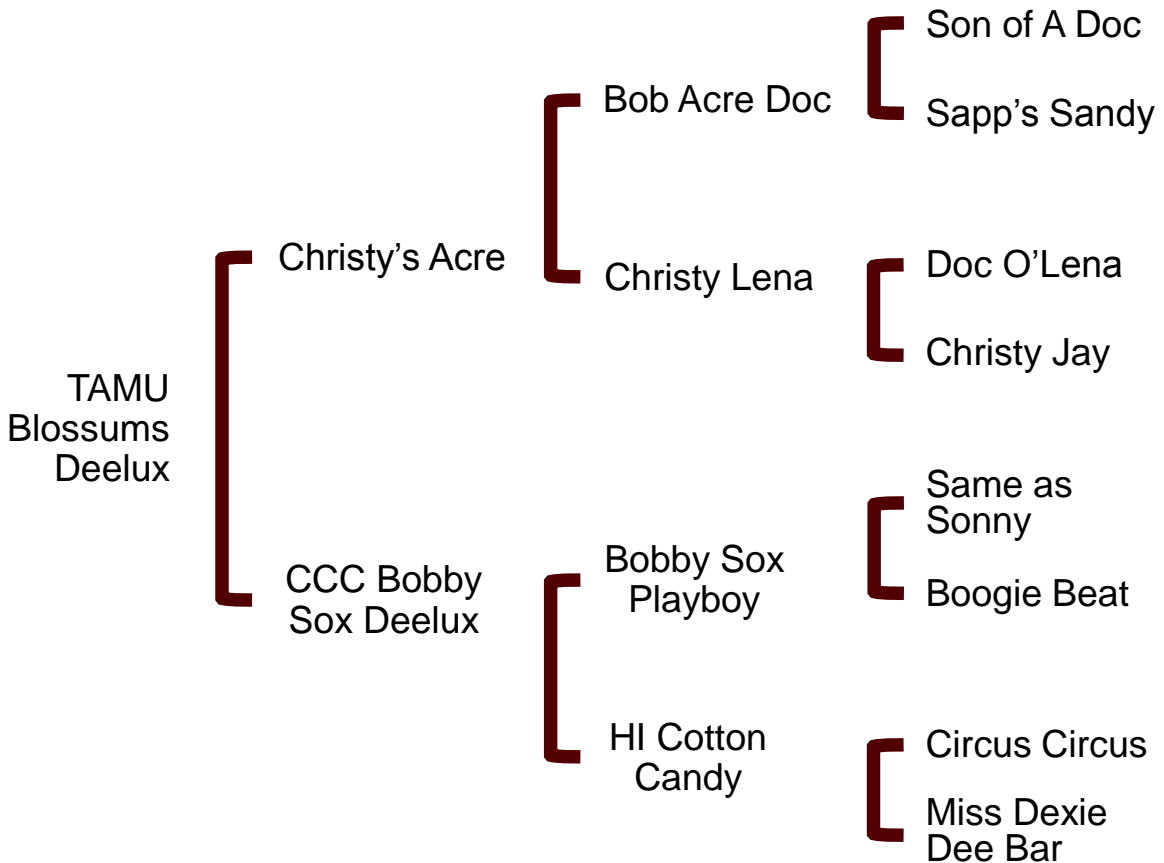 Son of A Doc
Bob Acre Doc
Sapp’s Sandy
Christy’s Acre
Doc O’Lena
Christy Lena
Christy Jay
TAMU
Blossums
Deelux
Same as
Sonny
Bobby Sox
Playboy
CCC Bobby
Sox Deelux
Boogie Beat
HI Cotton
Candy
Circus Circus
Miss Dexie
Dee Bar